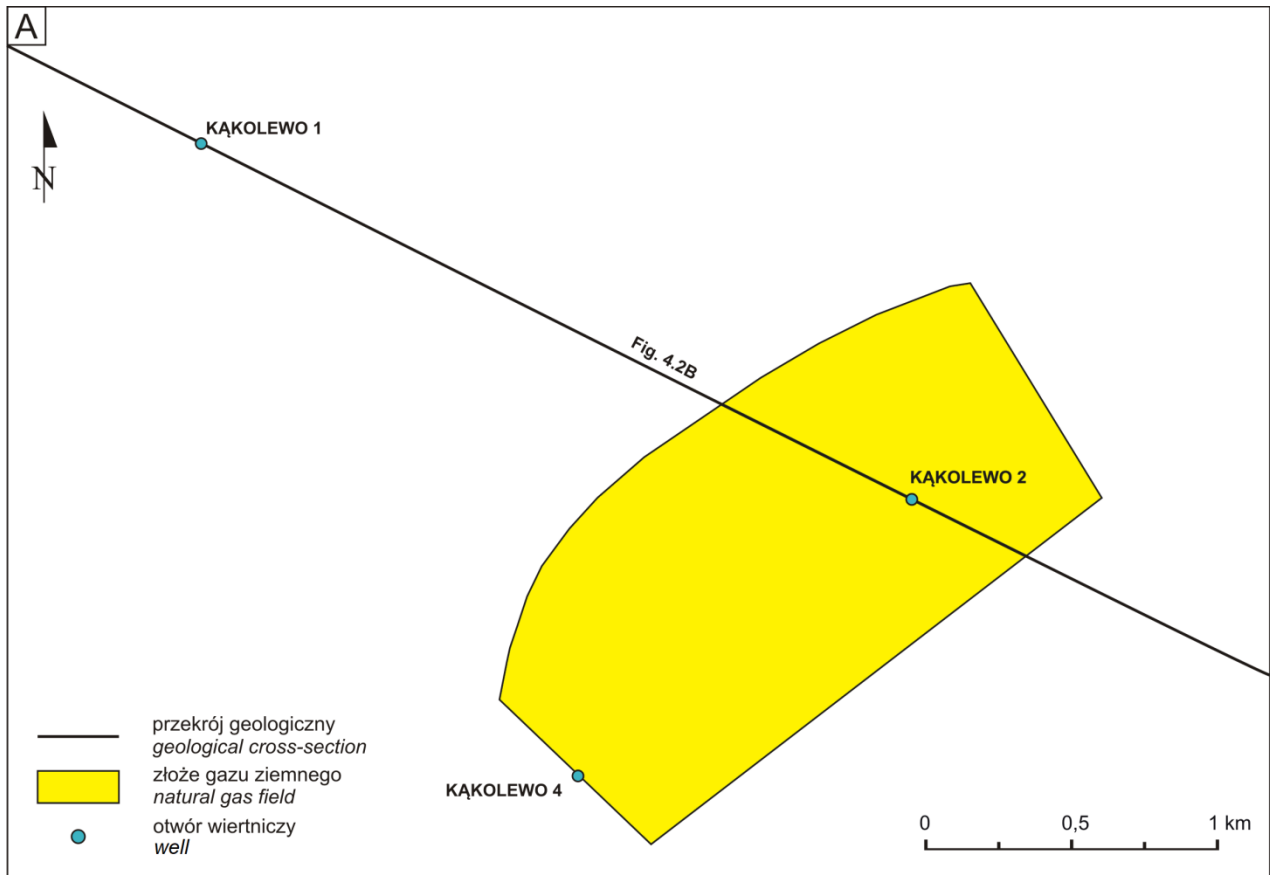 A
KĄKOLEWO 1
N
Fig. 4.2B
KĄKOLEWO 2
KĄKOLEWO 4
przekrój geologiczny
geological cross-section
złoże gazu ziemnego
natural gas field
otwór wiertniczy
well
0 0,5 1 km